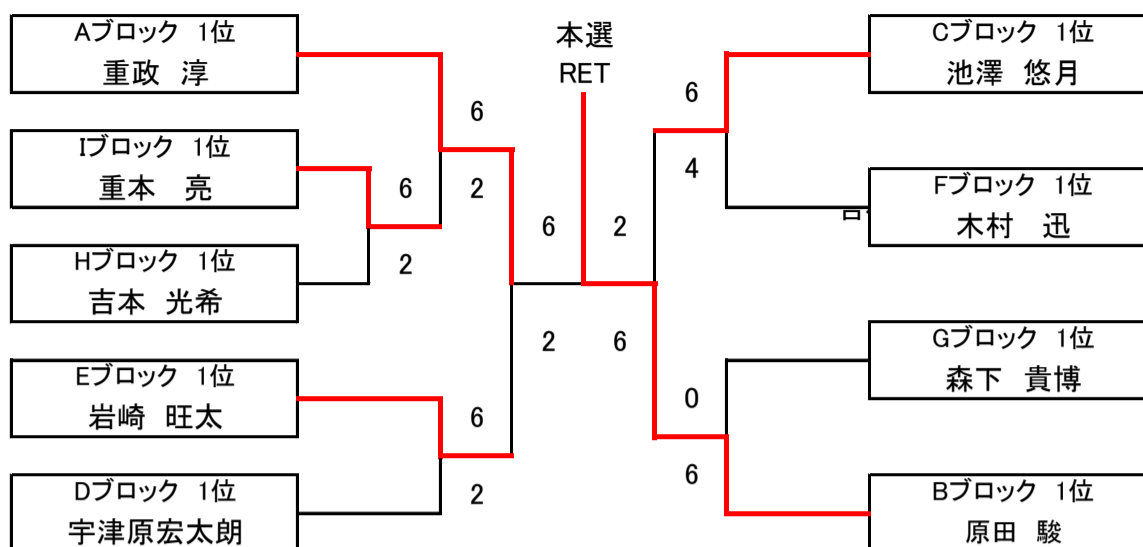 Aブロック 1位
重政 淳
Iブロック 1位
重本 亮
Hブロック 1位
吉本 光希
Eブロック 1位
岩崎 旺太
Dブロック 1位
宇津原宏太朗
6
2
6
2
6
2
本選
RET
6
2
2
6
6
4
0
6
Cブロック 1位
池澤 悠月
Fブロック 1位
木村 迅
Gブロック 1位
森下 貴博
Bブロック 1位
原田 駿